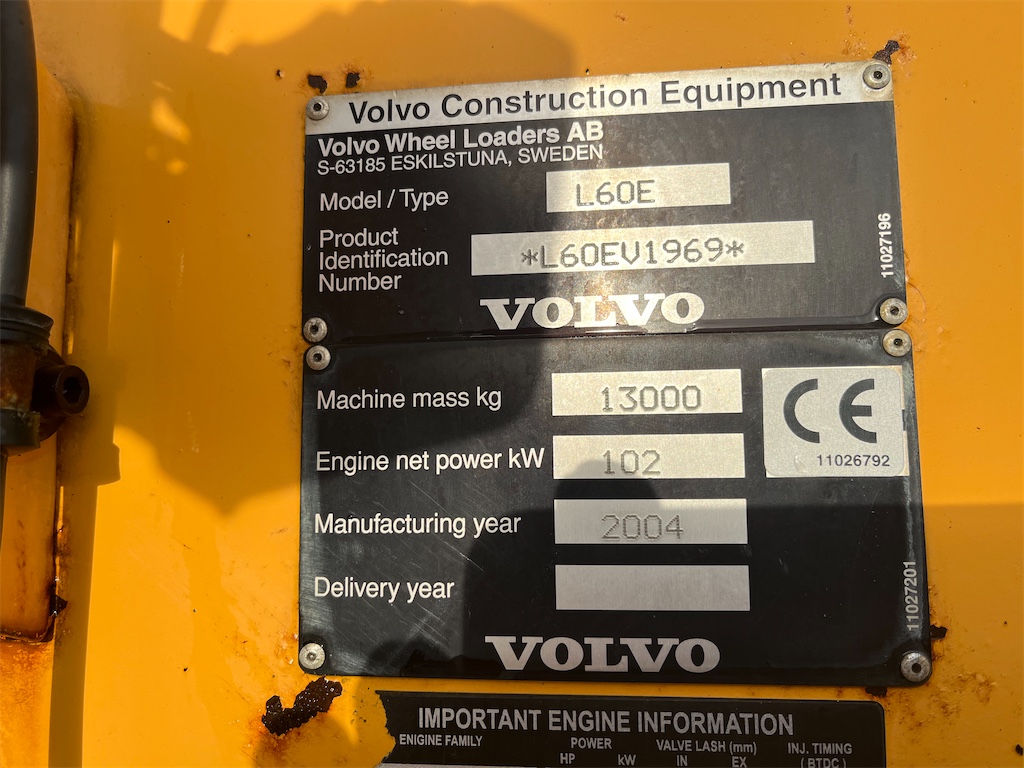 Volvo Construction Equipment
Volvo Wheel Loaders AB
S-63185 ESKILSTUNA, SWEDEN
Model / Type L60E
Product
Identification
Number *L60EV1969*
11027196
VOLVO
Machine mass kg 13000
CE
11026792
Engine net power kW 102
Manufacturing year 2004
Delivery year
11027201
VOLVO
IMPORTANT ENGINE INFORMATION
ENIGINE FAMILY POWER VALVE LASH (mm) INJ. TIMING
HP kW IN EX (BTDC)